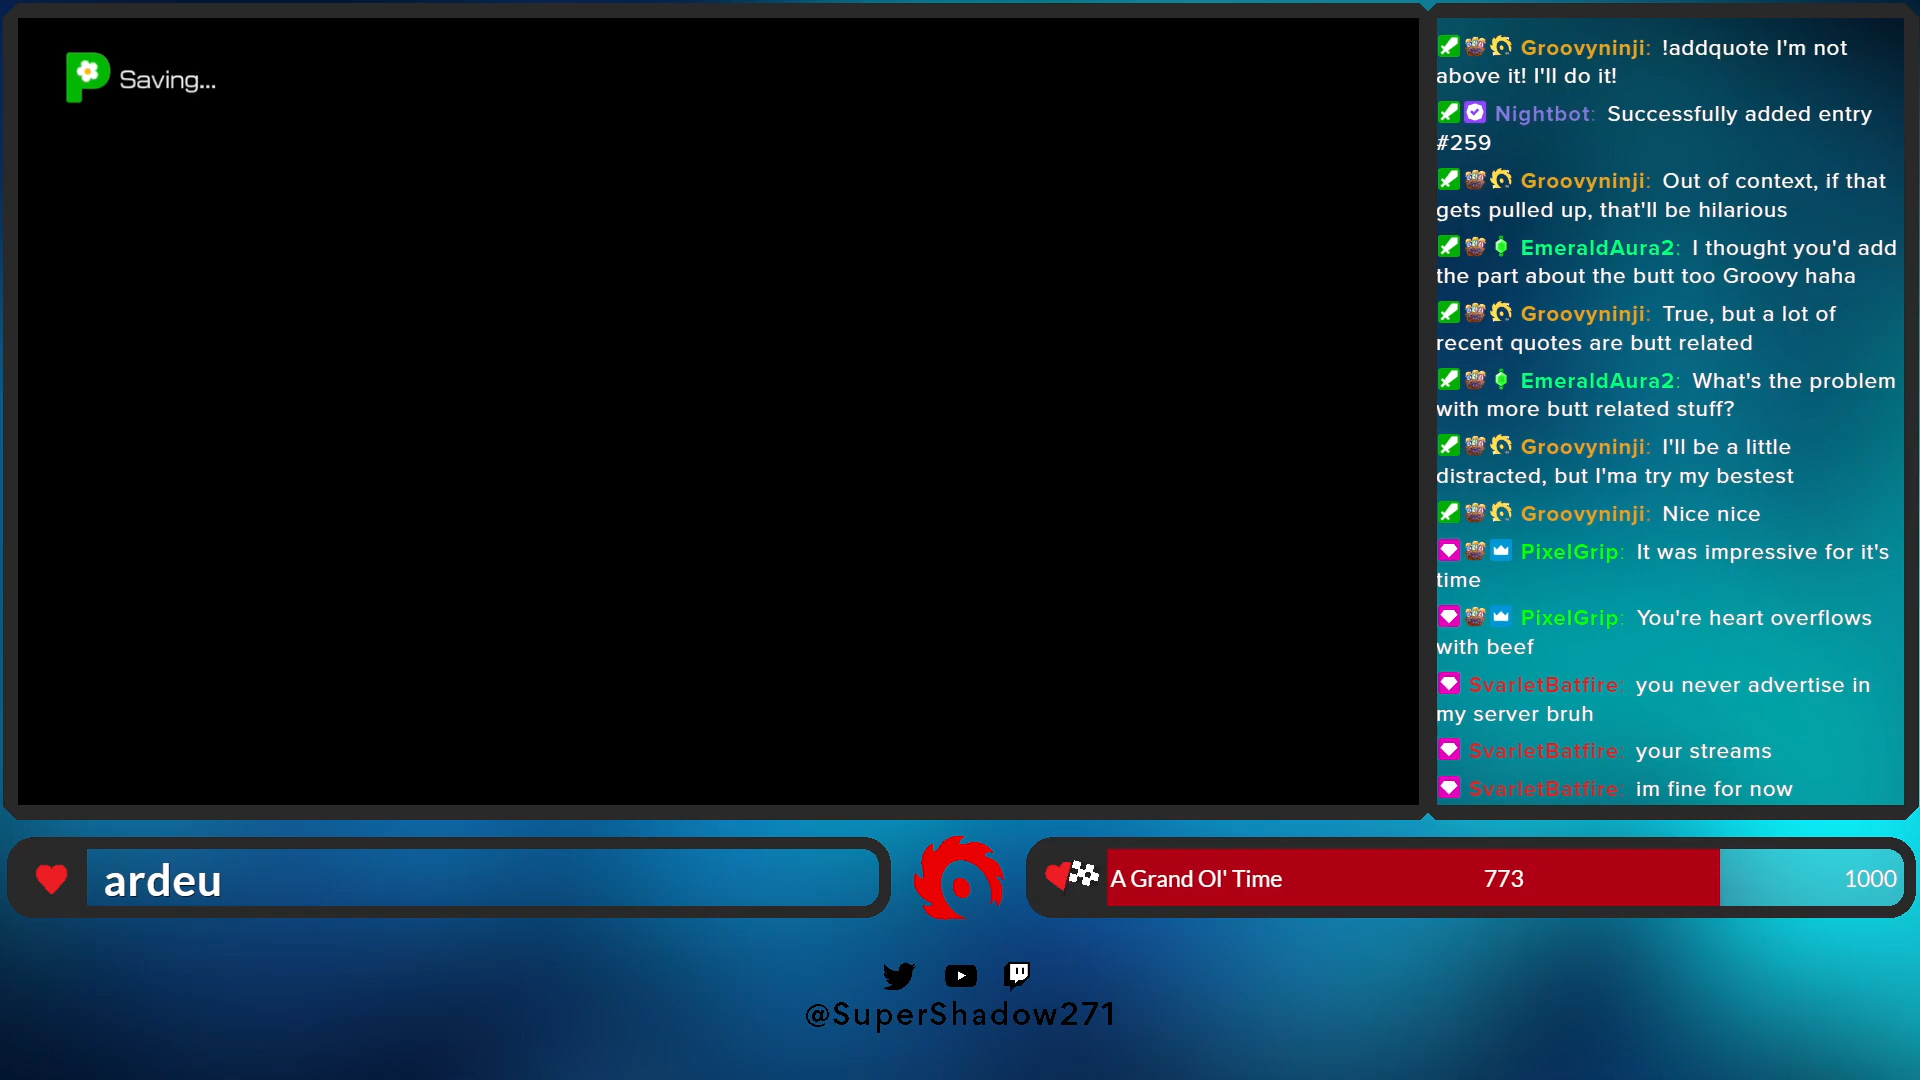 Saving...
Groovyninji: !addquote I'm not
above it! I'll do it!
Nightbot: Successfully added entry
#259
Groovyninji: Out of context, if that
gets pulled up, that'll be hilarious
EmeraldAura2: I thought you'd add
the part about the butt too Groovy haha
Groovyninji: True, but a lot of
recent quotes are butt related
EmeraldAura2: What's the problem
with more butt related stuff?
Groovyninji: I'll be a little
distracted, but I'ma try my bestest
Groovyninji: Nice nice
PixelGrip: It was impressive for it's
time
PixelGrip: You're heart overflows
with beef
SvarletBatfire: you never advertise in
my server bruh
SvarletBatfire: your streams
SvarletBatfire: im fine for now
ardeu
A Grand Ol' Time 773 1000
@SuperShadow271